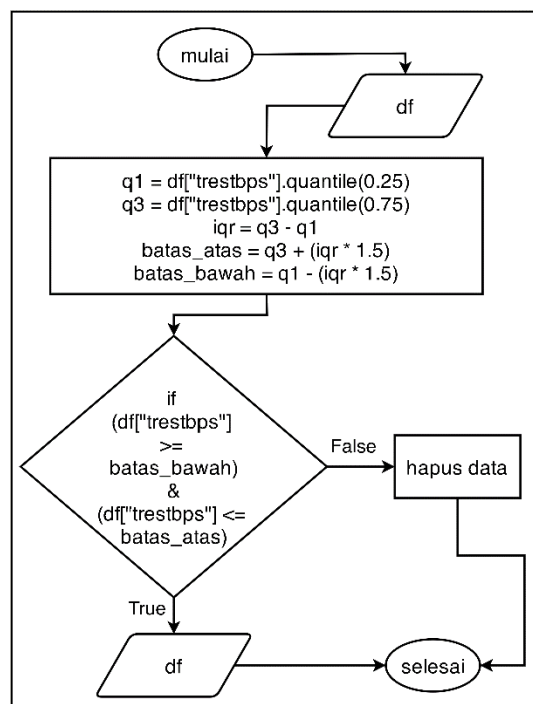 mulai
df
q1 = df["trestbps"].quantile(0.25)
q3 = df["trestbps"].quantile(0.75)
iqr = q3 - q1
batas_atas = q3 + (iqr * 1.5)
batas_bawah = q1 - (iqr * 1.5)
if
(df["trestbps"]
>=
batas_bawah)
&
(df["trestbps"] <=
batas_atas)
False
hapus data
True
df
selesai